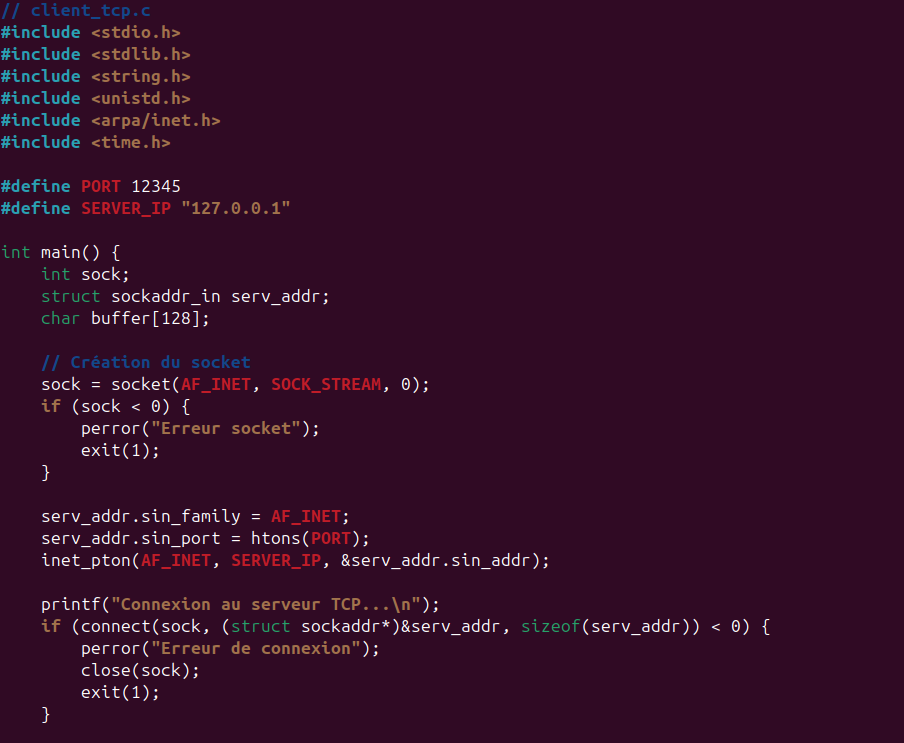 // client_tcp.c
#include <stdio.h>
#include <stdlib.h>
#include <string.h>
#include <unistd.h>
#include <arpa/inet.h>
#include <time.h>

#define PORT 12345
#define SERVER_IP "127.0.0.1"

int main() {
    int sock;
    struct sockaddr_in serv_addr;
    char buffer[128];

    // Création du socket
    sock = socket(AF_INET, SOCK_STREAM, 0);
    if (sock < 0) {
        perror("Erreur socket");
        exit(1);
    }

    serv_addr.sin_family = AF_INET;
    serv_addr.sin_port = htons(PORT);
    inet_pton(AF_INET, SERVER_IP, &serv_addr.sin_addr);

    printf("Connexion au serveur TCP...\n");
    if (connect(sock, (struct sockaddr*)&serv_addr, sizeof(serv_addr)) < 0) {
        perror("Erreur de connexion");
        close(sock);
        exit(1);
    }